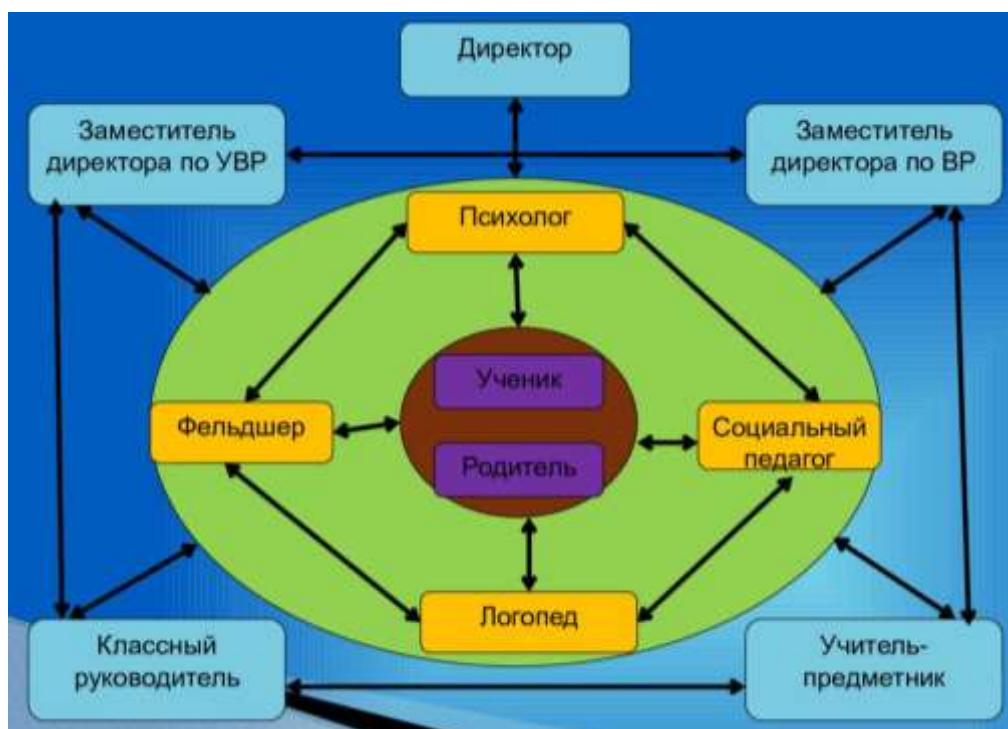 Директор
Заместитель
директора по УВР
Заместитель
директора по ВР
Психолог
Ученик
Фельдшер
Социальный
педагог
Родитель
Логопед
Классный
руководитель
Учитель-
предметник